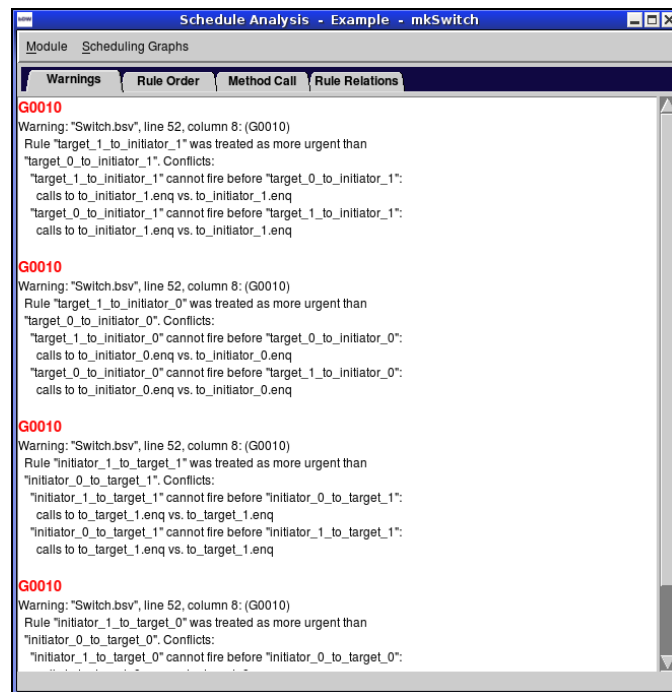 Schedule Analysis - Example - mkSwitch
Module Scheduling Graphs
Warnings Rule Order Method Call Rule Relations
G0010
Warning: "Switch.bsv", line 52, column 8: (G0010)
Rule "target_1_to_initiator_1" was treated as more urgent than
"target_0_to_initiator_1". Conflicts:
"target_1_to_initiator_1" cannot fire before "target_0_to_initiator_1":
calls to to_initiator_1.enq vs. to_initiator_1.enq
"target_0_to_initiator_1" cannot fire before "target_1_to_initiator_1":
calls to to_initiator_1.enq vs. to_initiator_1.enq
G0010
Warning: "Switch.bsv", line 52, column 8: (G0010)
Rule "target_1_to_initiator_0" was treated as more urgent than
"target_0_to_initiator_0". Conflicts:
"target_1_to_initiator_0" cannot fire before "target_0_to_initiator_0":
calls to to_initiator_0.enq vs. to_initiator_0.enq
"target_0_to_initiator_0" cannot fire before "target_1_to_initiator_0":
calls to to_initiator_0.enq vs. to_initiator_0.enq
G0010
Warning: "Switch.bsv", line 52, column 8: (G0010)
Rule "initiator_1_to_target_1" was treated as more urgent than
"initiator_0_to_target_1". Conflicts:
"initiator_1_to_target_1" cannot fire before "initiator_0_to_target_1":
calls to to_target_1.enq vs. to_target_1.enq
"initiator_0_to_target_1" cannot fire before "initiator_1_to_target_1":
calls to to_target_1.enq vs. to_target_1.enq
G0010
Warning: "Switch.bsv", line 52, column 8: (G0010)
Rule "initiator_1_to_target_0" was treated as more urgent than
"initiator_0_to_target_0". Conflicts:
"initiator_1_to_target_0" cannot fire before "initiator_0_to_target_0":